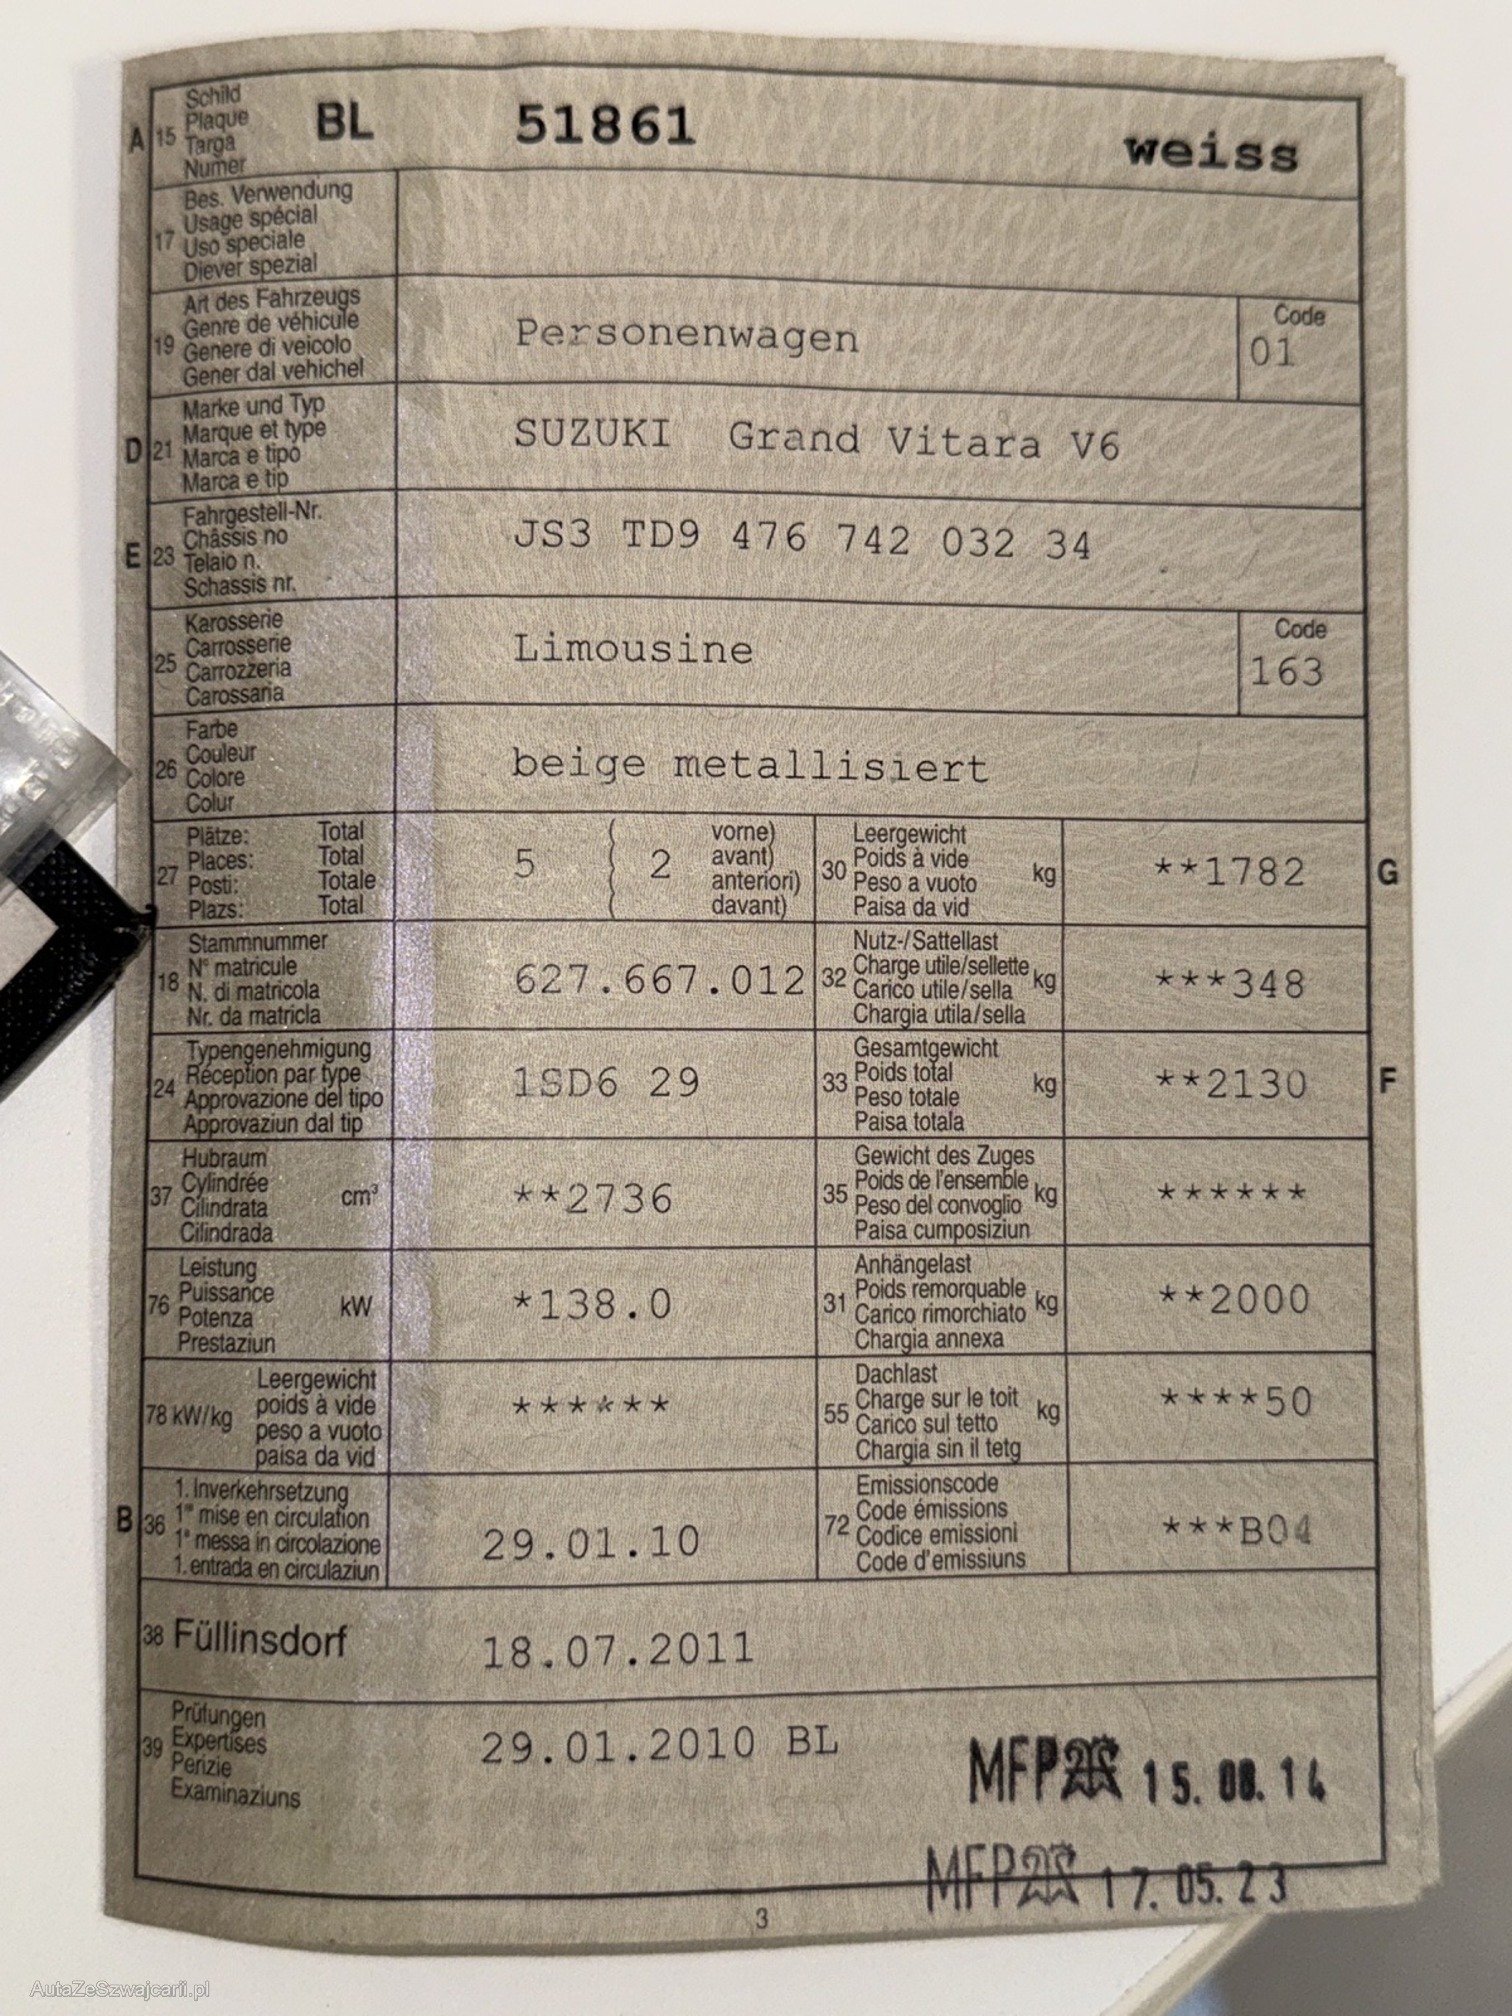 A 15 Schild
Plaque
Targa
Numer
BL 51861 weiss
17 Bes. Verwendung
Usage spécial
Uso speciale
Diever spezial
19 Art des Fahrzeugs
Genre de véhicule
Genere di veicolo
Gener dal vehichel
Personenwagen
Code
01
D 21 Marke und Typ
Marque et type
Marca e tipo
Marca e tip
SUZUKI Grand Vitara V6
E 23 Fahrgestell-Nr.
Châssis no
Telaio n.
Schassis nr.
JS3 TD9 476 742 032 34
25 Karosserie
Carrosserie
Carrozzeria
Carossaria
Limousine
Code
163
26 Farbe
Couleur
Colore
Colur
beige metallisiert
27 Plätze: Total
Places: Total
Posti: Totale
Plazs: Total
5 2
vorne)
avant)
anteriori)
davant)
30 Leergewicht
Poids à vide
Peso a vuoto
Paisa da vid
kg **1782 G
18 Stammnummer
N° matricule
N. di matricola
Nr. da matricla
627.667.012
32 Nutz-/Sattellast
Charge utile/sellette
Carico utile/sella
Chargia utila/sella
kg ***348
24 Typengenehmigung
Réception par type
Approvazione del tipo
Approvaziun dal tip
1SD6 29
33 Gesamtgewicht
Poids total
Peso totale
Paisa totala
kg **2130 F
37 Hubraum
Cylindrée
Cilindrata
Cilindrada
cm³ **2736
35 Gewicht des Zuges
Poids de l'ensemble
Peso del convoglio
Paisa cumposiziun
kg ******
76 Leistung
Puissance
Potenza
Prestaziun
kW *138.0
31 Anhängelast
Poids remorquable
Carico rimorchiato
Chargia annexa
kg **2000
78 kW/kg Leergewicht
poids à vide
peso a vuoto
paisa da vid
******
55 Dachlast
Charge sur le toit
Carico sul tetto
Chargia sin il tetg
kg ****50
B 36 1. Inverkehrsetzung
1re mise en circulation
1a messa in circolazione
1. entrada en circulaziun
29.01.10
72 Emissionscode
Code émissions
Codice emissioni
Code d'emissiuns
***B04
38 Füllinsdorf 18.07.2011
39 Prüfungen
Expertises
Perizie
Examinaziuns
29.01.2010 BL
MFP 15.08.14
MFP 17.05.23
3
AutaZeSzwajcarii.pl